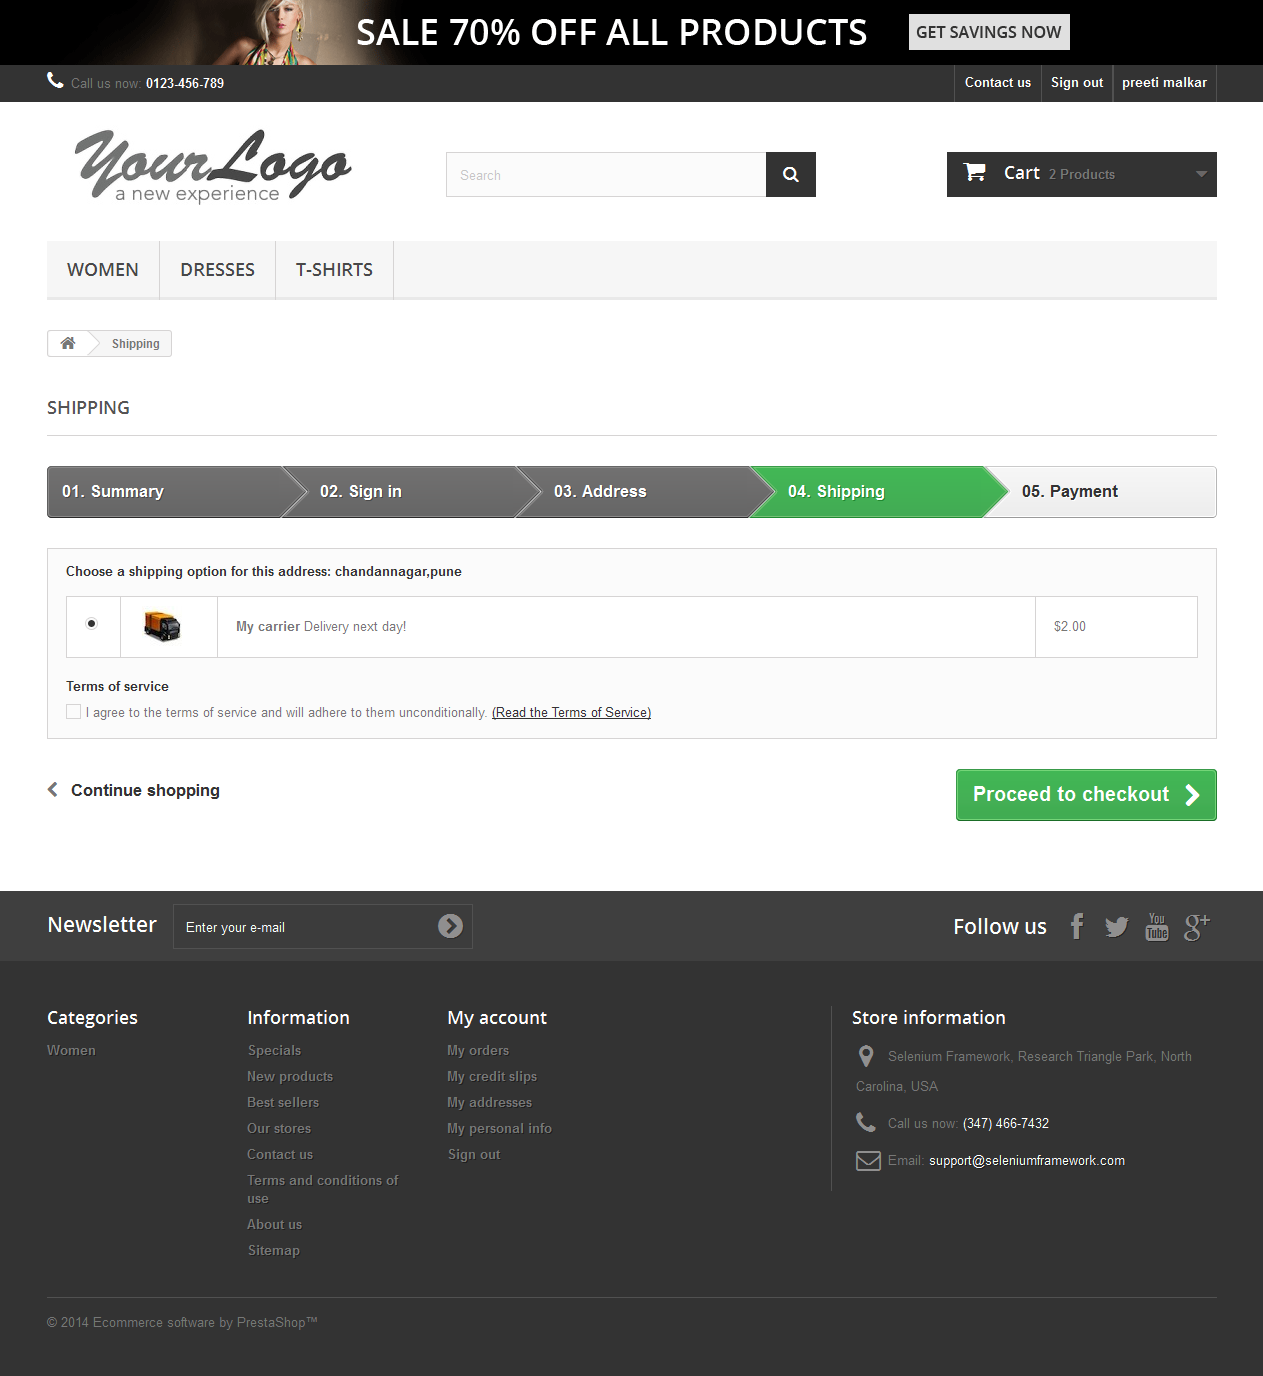 SALE 70% OFF ALL PRODUCTS GET SAVINGS NOW
Call us now: 0123-456-789 Contact us Sign out preeti malkar
YourLogo
a new experience
Search
Cart 2 Products
WOMEN DRESSES T-SHIRTS
Shipping
SHIPPING
01. Summary 02. Sign in 03. Address 04. Shipping 05. Payment
Choose a shipping option for this address: chandannagar,pune
My carrier Delivery next day! $2.00
Terms of service
I agree to the terms of service and will adhere to them unconditionally. (Read the Terms of Service)
Continue shopping Proceed to checkout
Newsletter Enter your e-mail Follow us You Tube g+
Categories
Women
Information
Specials
New products
Best sellers
Our stores
Contact us
Terms and conditions of
use
About us
Sitemap
My account
My orders
My credit slips
My addresses
My personal info
Sign out
Store information
Selenium Framework, Research Triangle Park, North
Carolina, USA
Call us now: (347) 466-7432
Email: support@seleniumframework.com
© 2014 Ecommerce software by PrestaShop™